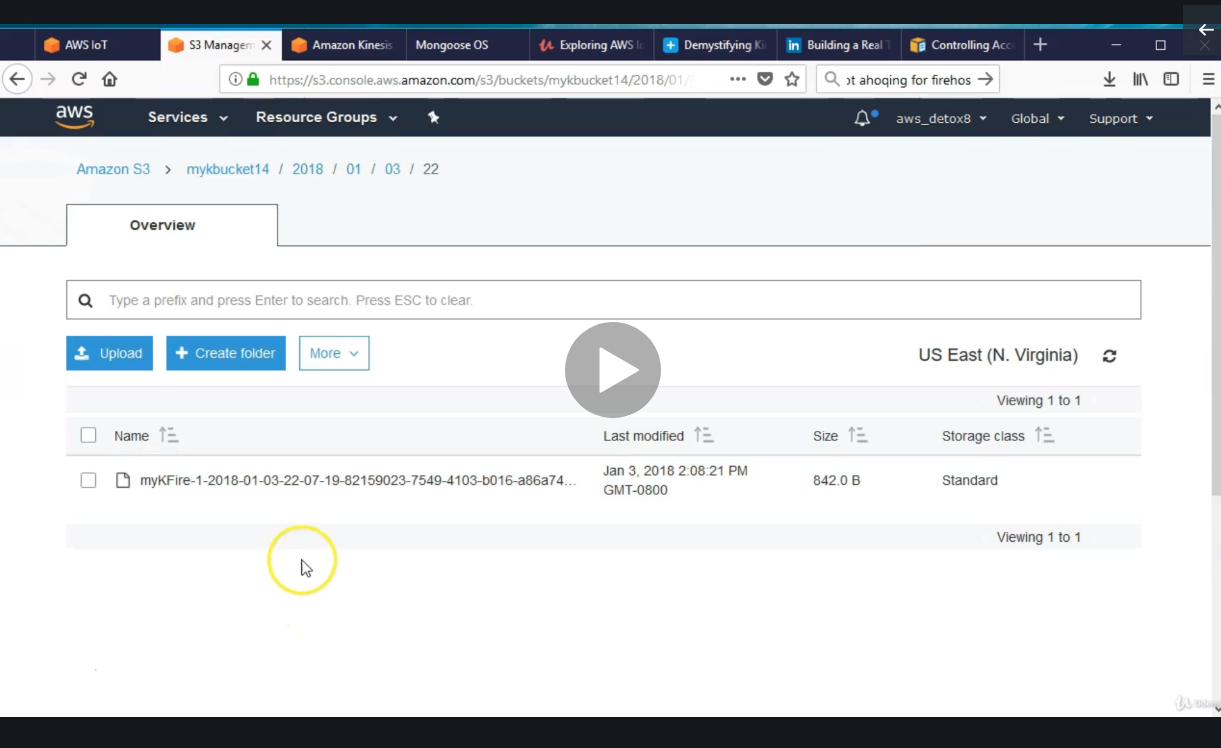 AWS IoT
S3 Managem
Amazon Kinesis
Mongoose OS
Exploring AWS Io
Demystifying Ki
in Building a Real T
Controlling Acc
https://s3.console.aws.amazon.com/s3/buckets/mykbucket14/2018/01/
ot ahoqing for firehos
aws
Services
Resource Groups
aws_detox8
Global
Support
Amazon S3 > mykbucket14 / 2018 / 01 / 03 / 22
Overview
Type a prefix and press Enter to search. Press ESC to clear.
Upload
+ Create folder
More
US East (N. Virginia)
Viewing 1 to 1
Name
Last modified
Size
Storage class
myKFire-1-2018-01-03-22-07-19-82159023-7549-4103-b016-a86a74...
Jan 3, 2018 2:08:21 PM
GMT-0800
842.0 B
Standard
Viewing 1 to 1